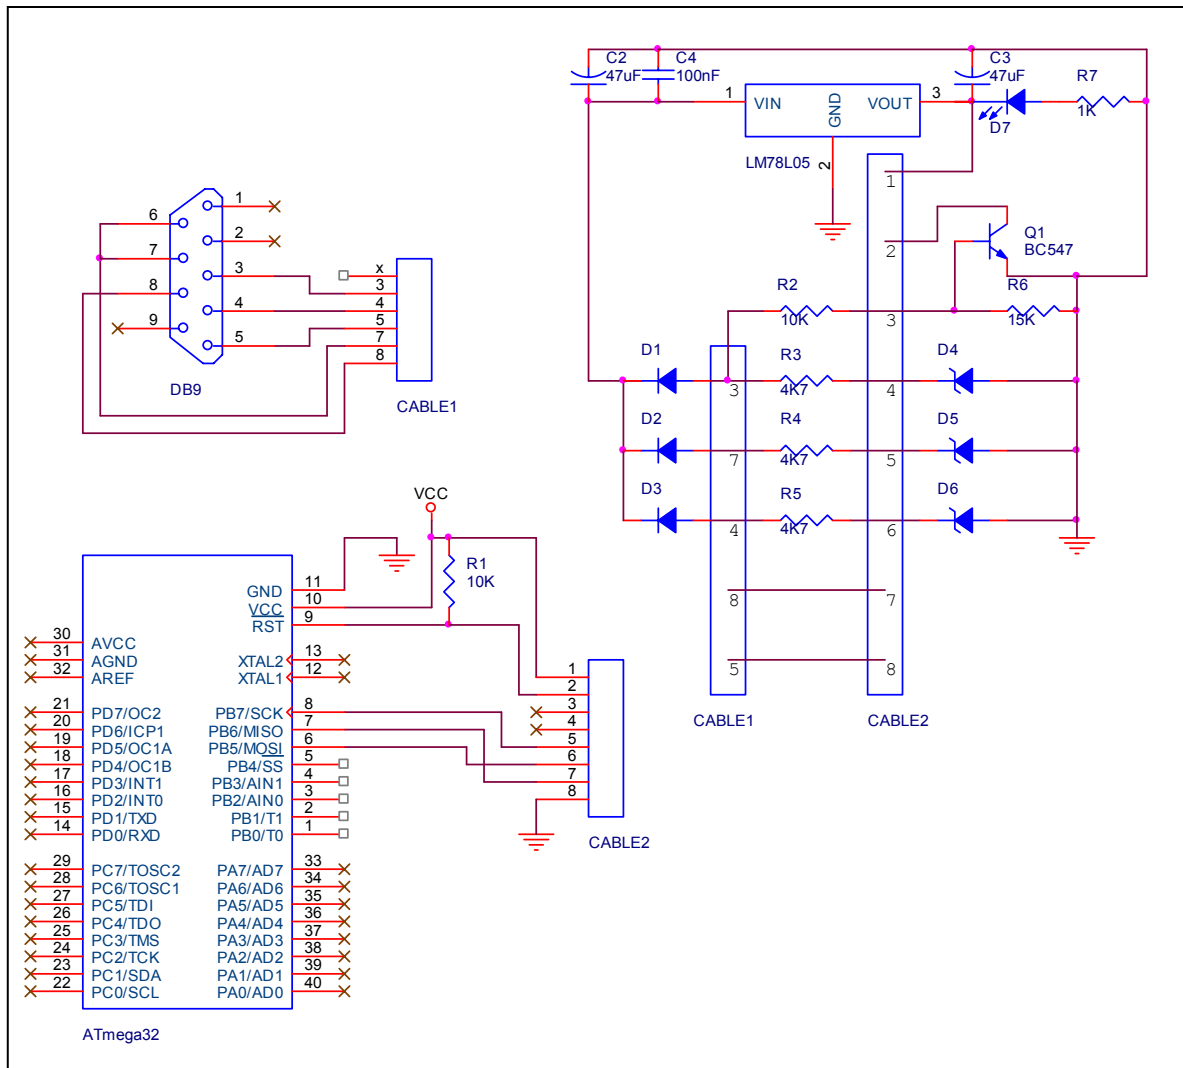 C2
47uF
C4
100nF
C3
47uF
R7
1K
D7
1
VIN
GND
VOUT
3
2
LM78L05
1
2
3
4
5
6
7
8
CABLE2
Q1
BC547
R2
10K
R6
15K
D1
R3
4K7
D4
D2
R4
4K7
D5
D3
R5
4K7
D6
3
7
4
8
5
CABLE1
6
7
8
9
1
2
3
4
5
DB9
x
3
4
5
7
8
CABLE1
VCC
R1
10K
GND 11
VCC 10
RST 9
30 AVCC
31 AGND
32 AREF
XTAL2 13
XTAL1 12
21 PD7/OC2
20 PD6/ICP1
19 PD5/OC1A
18 PD4/OC1B
17 PD3/INT1
16 PD2/INT0
15 PD1/TXD
14 PD0/RXD
PB7/SCK 8
PB6/MISO 7
PB5/MOSI 6
PB4/SS 5
PB3/AIN1 4
PB2/AIN0 3
PB1/T1 2
PB0/T0 1
29 PC7/TOSC2
28 PC6/TOSC1
27 PC5/TDI
26 PC4/TDO
25 PC3/TMS
24 PC2/TCK
23 PC1/SDA
22 PC0/SCL
PA7/AD7 33
PA6/AD6 34
PA5/AD5 35
PA4/AD4 36
PA3/AD3 37
PA2/AD2 38
PA1/AD1 39
PA0/AD0 40
ATmega32
1
2
3
4
5
6
7
8
CABLE2